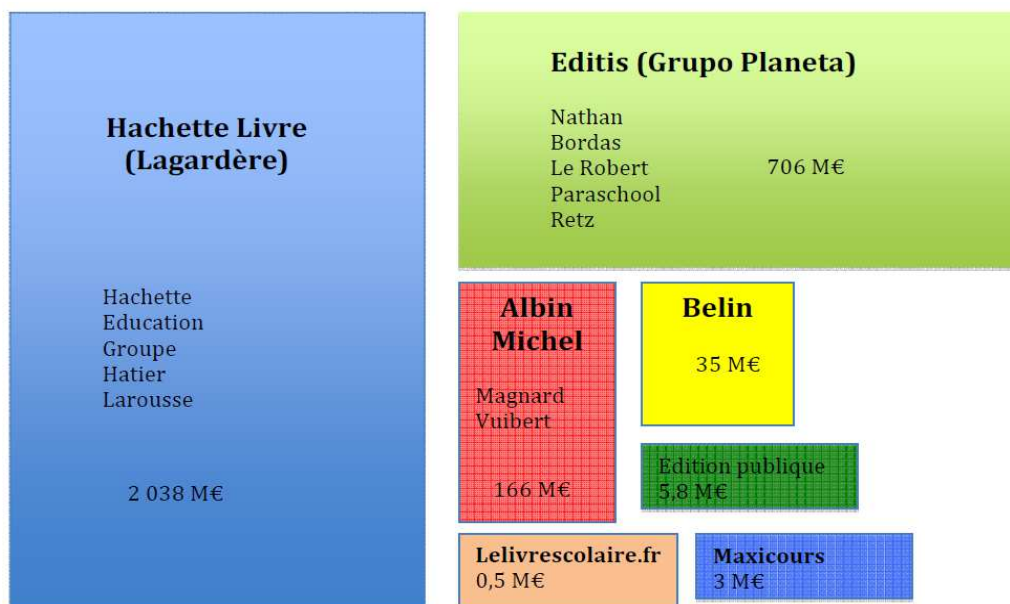 Hachette Livre
(Lagardère)
Hachette
Education
Groupe
Hatier
Larousse
2 038 M€
Editis (Grupo Planeta)
Nathan
Bordas
Le Robert
706 M€
Paraschool
Retz
Albin
Michel
Magnard
Vuibert
166 M€
Belin
35 M€
Edition publique
5,8 M€
Lelivrescolaire.fr
0,5 M€
Maxicours
3 M€